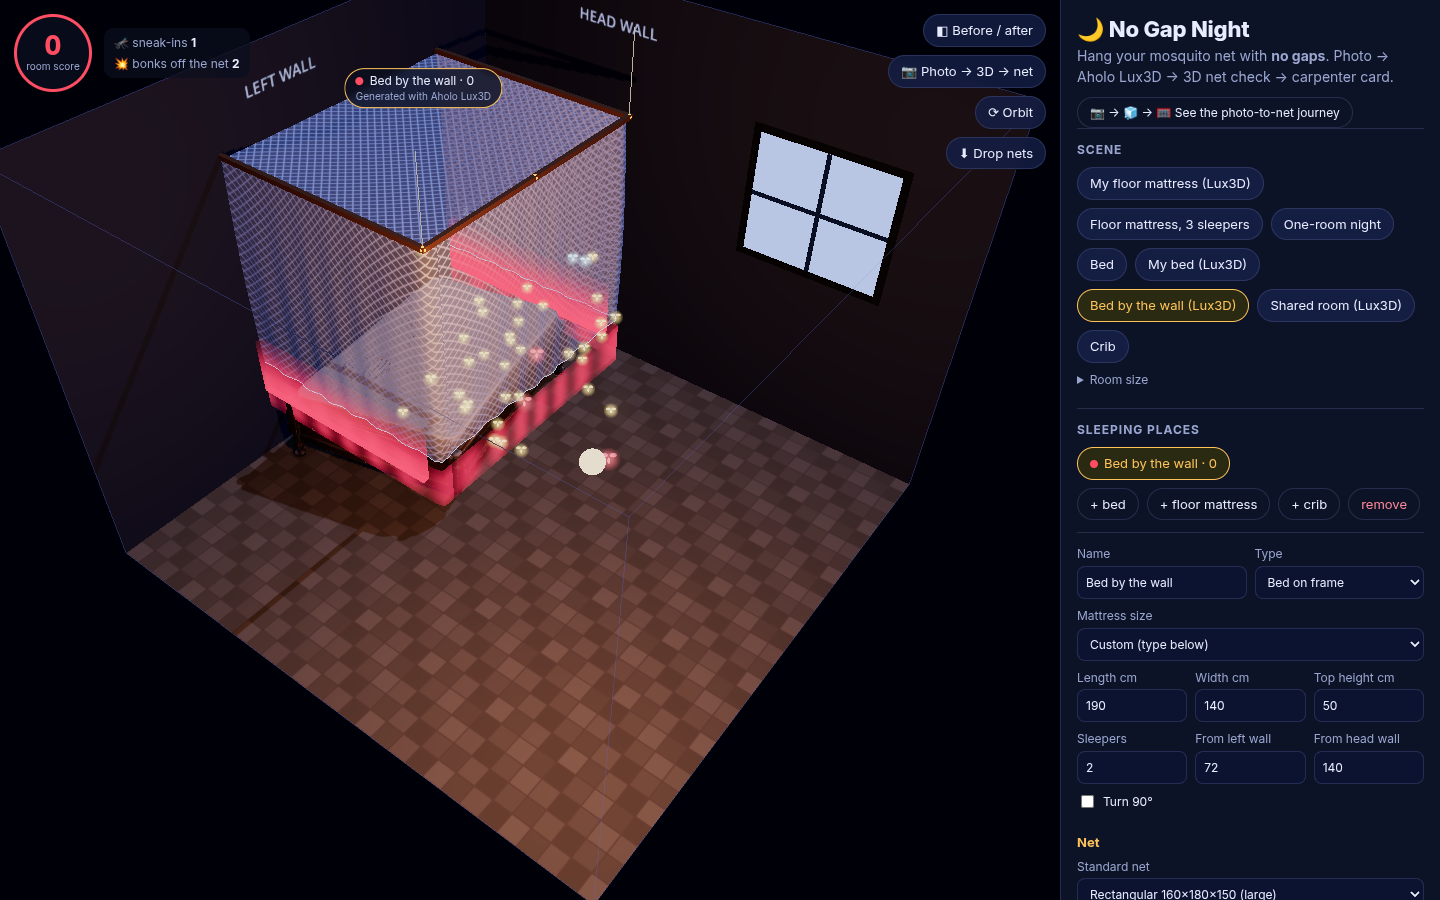 0
room score
🦟 sneak-ins 1
💥 bonks off the net 2
LEFT WALL
HEAD WALL
Bed by the wall · 0
Generated with Aholo Lux3D
◧ Before / after
📷 Photo → 3D → net
⟳ Orbit
⬇ Drop nets
🌙 No Gap Night
Hang your mosquito net with no gaps. Photo →
Aholo Lux3D → 3D net check → carpenter card.
📷 → 🧊 → 🥅 See the photo-to-net journey
SCENE
My floor mattress (Lux3D)
Floor mattress, 3 sleepers
One-room night
Bed
My bed (Lux3D)
Bed by the wall (Lux3D)
Shared room (Lux3D)
Crib
▶ Room size
SLEEPING PLACES
Bed by the wall · 0
+ bed
+ floor mattress
+ crib
remove
Name
Type
Bed by the wall
Bed on frame
Mattress size
Custom (type below)
Length cm
Width cm
Top height cm
190
140
50
Sleepers
From left wall
From head wall
2
72
140
Turn 90°
Net
Standard net
Rectangular 160×180×150 (large)